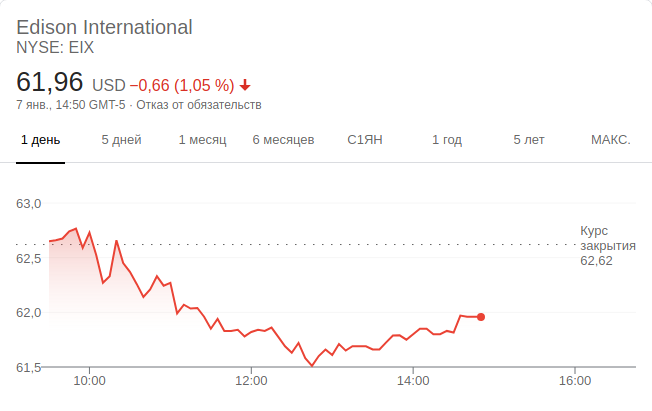 Edison International
NYSE: EIX
61,96 USD −0,66 (1,05 %)
7 янв., 14:50 GMT-5 · Отказ от обязательств
1 день 5 дней 1 месяц 6 месяцев С1ЯН 1 год 5 лет МАКС.
63,0
Курс
закрытия
62,62
62,5
62,0
61,5
10:00 12:00 14:00 16:00